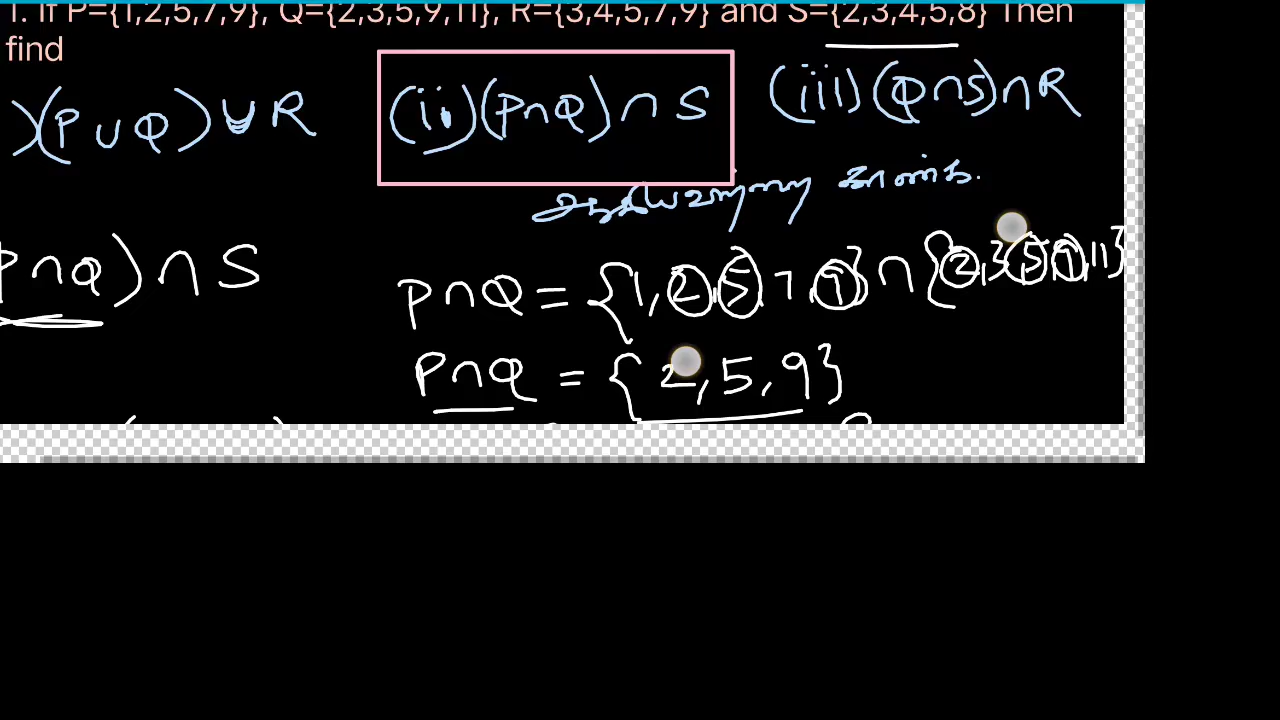 1. If P={1,2,5,7,9}, Q={2,3,5,9,11}, R={3,4,5,7,9} and S={2,3,4,5,8} Then
find
)(P∪Q)∪R (ii)(P∩Q)∩S (iii)(P∩S)∩R
P∩Q)∩S P∩Q={1,2,5,7,9}∩{2,3,5,9,11}
P∩Q={2,5,9}